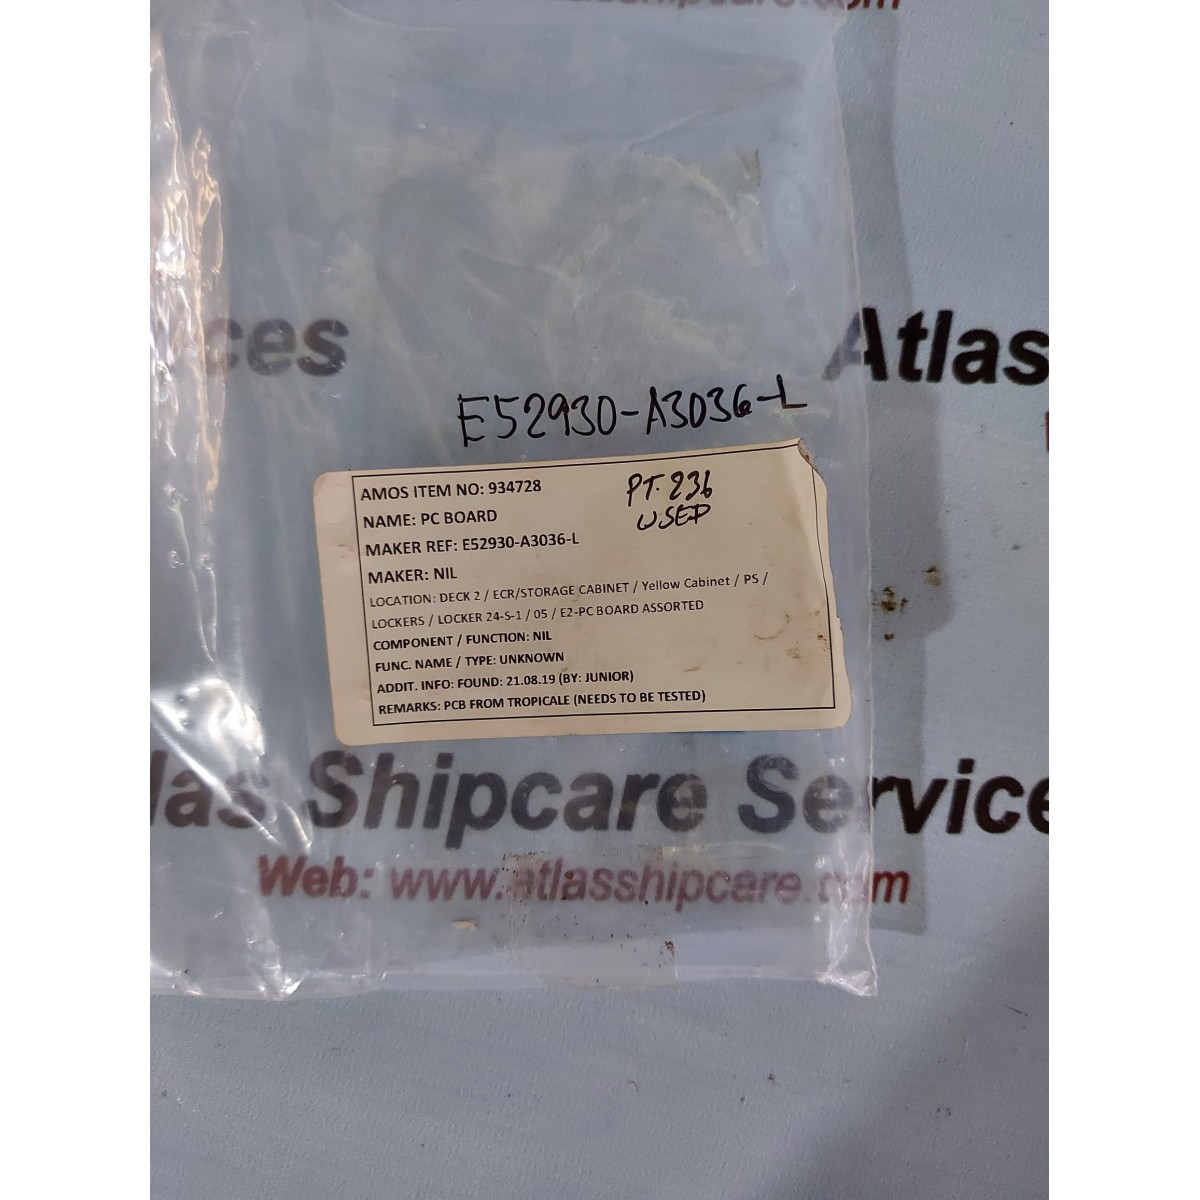 shipcare.com
ces
Atlas
E52930-A3036-L
AMOS ITEM NO: 934728
PT. 236
NAME: PC BOARD
USED
MAKER REF: E52930-A3036-L
MAKER: NIL
LOCATION: DECK 2 / ECR/STORAGE CABINET / Yellow Cabinet / PS /
LOCKERS / LOCKER 24-S-1 / 05 / E2-PC BOARD ASSORTED
COMPONENT / FUNCTION: NIL
FUNC. NAME / TYPE: UNKNOWN
ADDIT. INFO: FOUND: 21.08.19 (BY: JUNIOR)
REMARKS: PCB FROM TROPICALE (NEEDS TO BE TESTED)
las Shipcare Service
Web: www.atlasshipcare.com